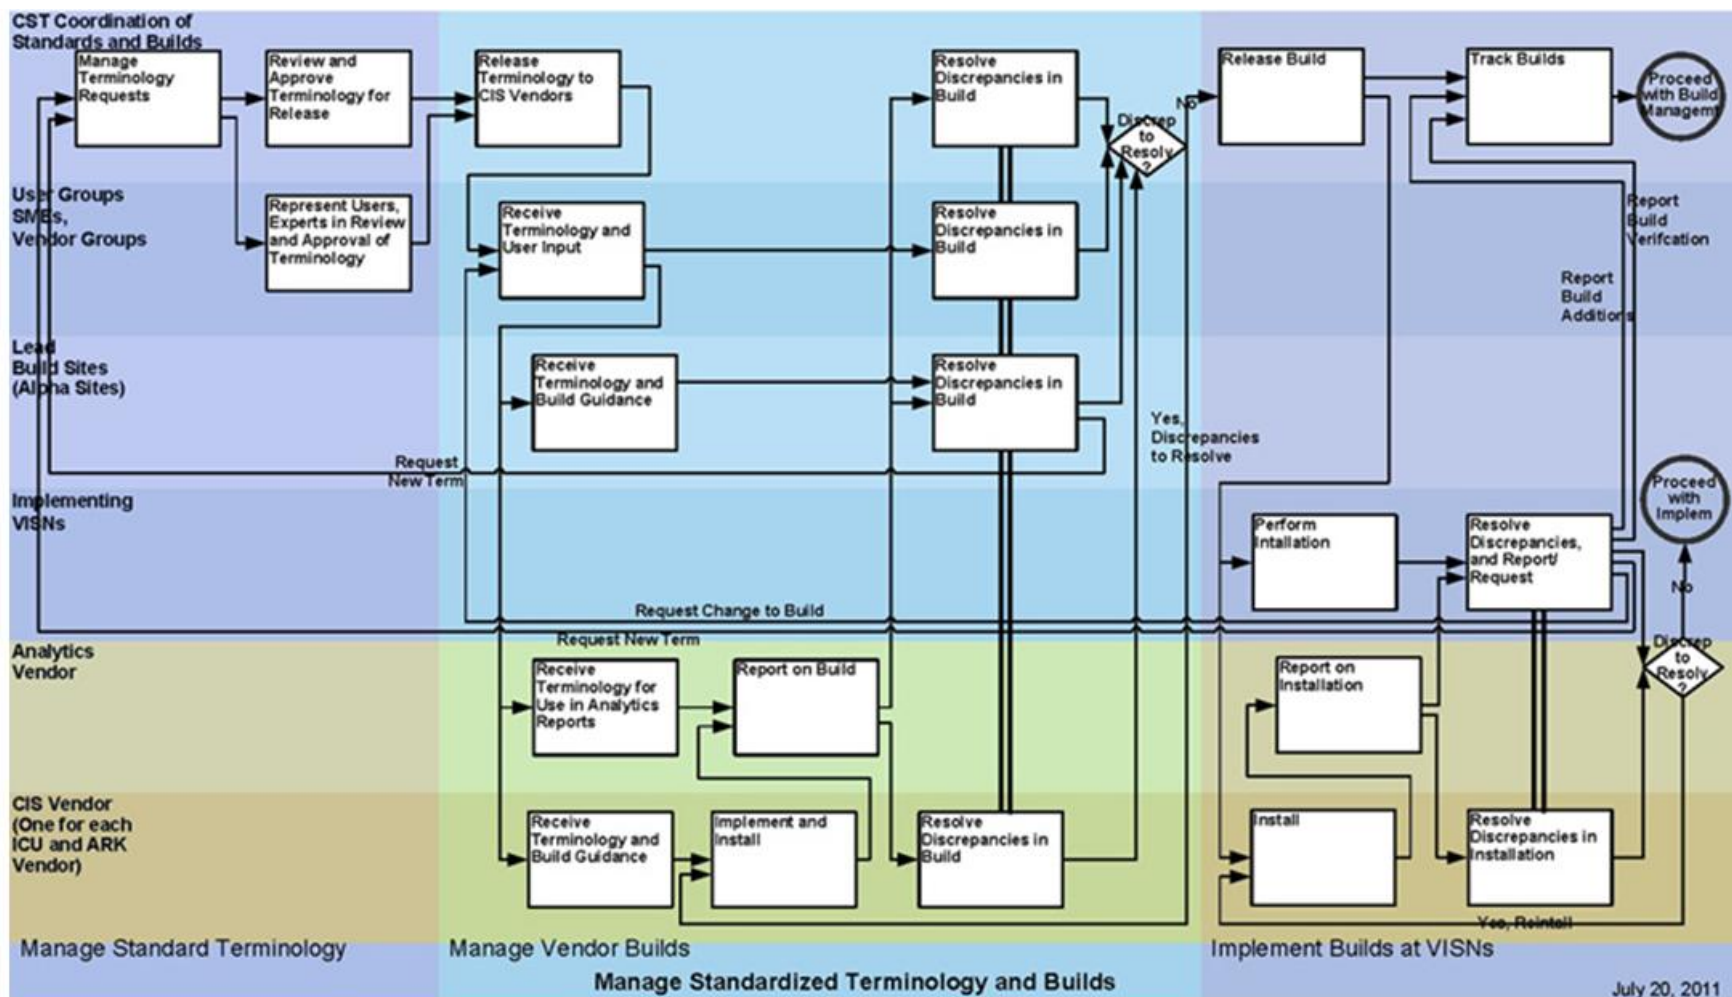 CST Coordination of
Standards and Builds
Manage
Terminology
Requests
Review and
Approve
Terminology for
Release
Release
Terminology to
CIS Vendors
Resolve
Discrepancies in
Build
Discrep
to
Resolv
?
No
Release Build
Track Builds
Proceed
with Build
Managemt
User Groups
SMEs,
Vendor Groups
Represent Users,
Experts in Review
and Approval of
Terminology
Receive
Terminology and
User Input
Resolve
Discrepancies in
Build
Report
Build
Verifcation
Report
Build
Additions
Lead
Build Sites
(Alpha Sites)
Receive
Terminology and
Build Guidance
Resolve
Discrepancies in
Build
Yes,
Discrepancies
to Resolve
Request
New Term
Implementing
VISNs
Perform
Intallation
Resolve
Discrepancies,
and Report/
Request
Proceed
with
Implem
No
Request Change to Build
Request New Term
Analytics
Vendor
Receive
Terminology for
Use in Analytics
Reports
Report on Build
Report on
Installation
Discrep
to
Resolv
?
CIS Vendor
(One for each
ICU and ARK
Vendor)
Receive
Terminology and
Build Guidance
Implement and
Install
Resolve
Discrepancies in
Build
Install
Resolve
Discrepancies in
Installation
Yes, Reintall
Manage Standard Terminology
Manage Vendor Builds
Implement Builds at VISNs
Manage Standardized Terminology and Builds
July 20, 2011